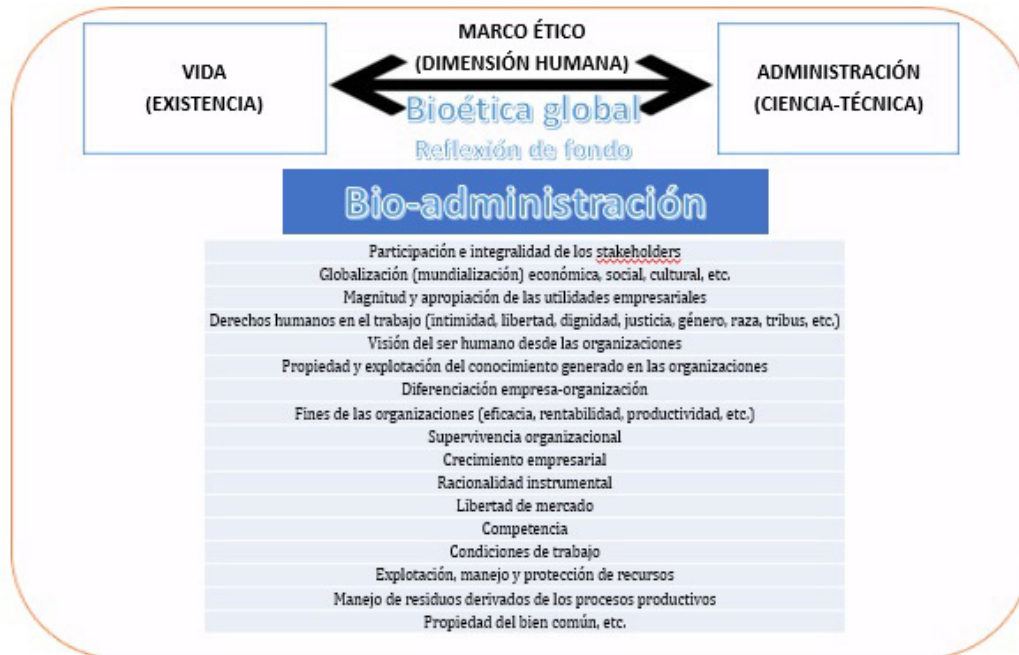 VIDA
(EXISTENCIA)
MARCO ÉTICO
(DIMENSIÓN HUMANA)
Bioética global
Reflexión de fondo
ADMINISTRACIÓN
(CIENCIA-TÉCNICA)
Bio-administración
Participación e integralidad de los stakeholders
Globalización (mundialización) económica, social, cultural, etc.
Magnitud y apropiación de las utilidades empresariales
Derechos humanos en el trabajo (intimidad, libertad, dignidad, justicia, género, raza, tribus, etc.)
Visión del ser humano desde las organizaciones
Propiedad y explotación del conocimiento generado en las organizaciones
Diferenciación empresa-organización
Fines de las organizaciones (eficacia, rentabilidad, productividad, etc.)
Supervivencia organizacional
Crecimiento empresarial
Racionalidad instrumental
Libertad de mercado
Competencia
Condiciones de trabajo
Explotación, manejo y protección de recursos
Manejo de residuos derivados de los procesos productivos
Propiedad del bien común, etc.